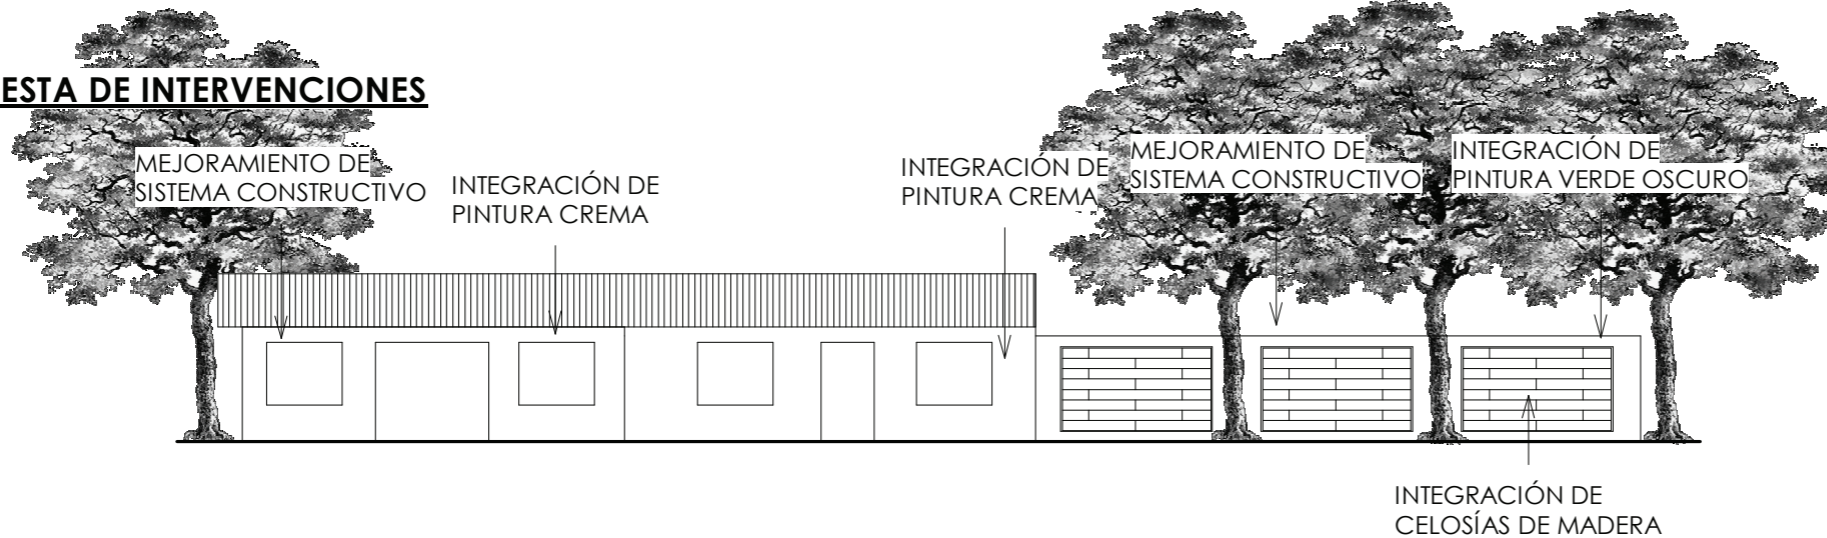 ESTA DE INTERVENCIONES
MEJORAMIENTO DE
SISTEMA CONSTRUCTIVO
INTEGRACIÓN DE
PINTURA CREMA
INTEGRACIÓN DE
PINTURA CREMA
MEJORAMIENTO DE
SISTEMA CONSTRUCTIVO
INTEGRACIÓN DE
PINTURA VERDE OSCURO
INTEGRACIÓN DE
CELOSÍAS DE MADERA